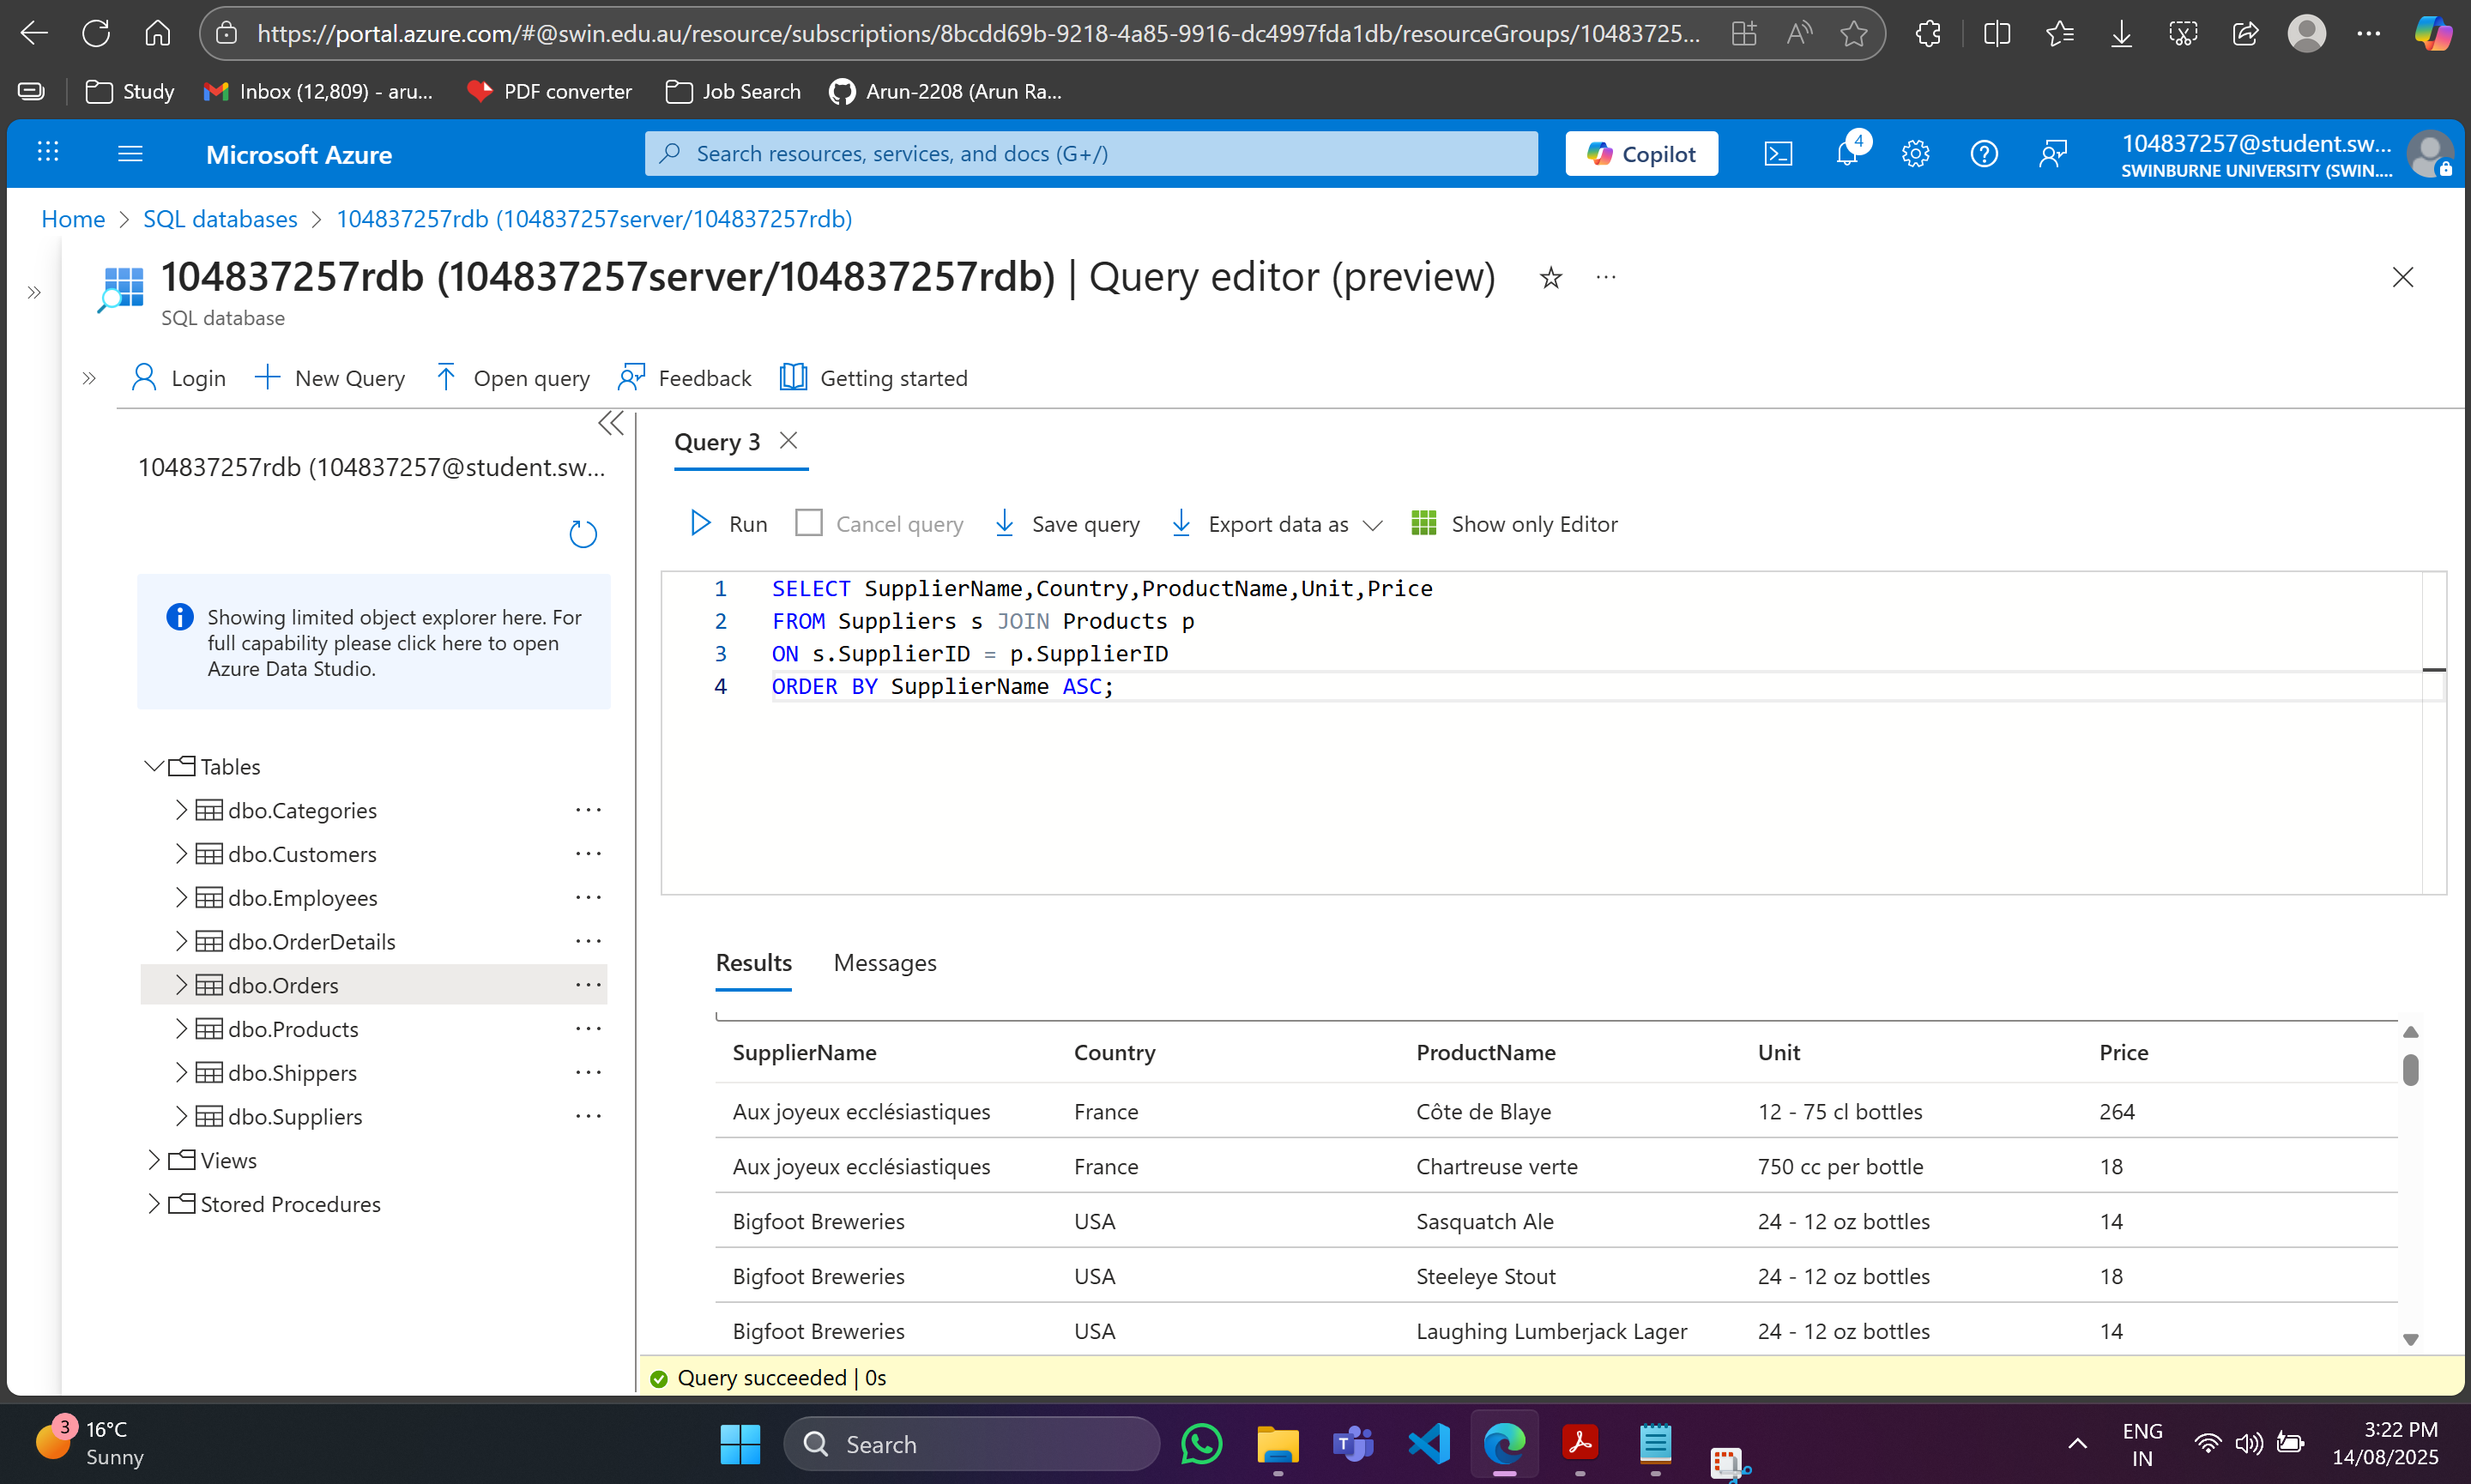 https://portal.azure.com/#@swin.edu.au/resource/subscriptions/8bcdd69b-9218-4a85-9916-dc4997fda1db/resourceGroups/10483725...
Study
Inbox (12,809) - aru...
PDF converter
Job Search
Arun-2208 (Arun Ra...
Microsoft Azure
Search resources, services, and docs (G+/)
Copilot
4
104837257@student.sw...
SWINBURNE UNIVERSITY (SWIN....
Home > SQL databases > 104837257rdb (104837257server/104837257rdb)
104837257rdb (104837257server/104837257rdb) | Query editor (preview)
SQL database
Login
New Query
Open query
Feedback
Getting started
104837257rdb (104837257@student.sw...
Showing limited object explorer here. For
full capability please click here to open
Azure Data Studio.
Tables
dbo.Categories
dbo.Customers
dbo.Employees
dbo.OrderDetails
dbo.Orders
dbo.Products
dbo.Shippers
dbo.Suppliers
Views
Stored Procedures
Query 3
Run
Cancel query
Save query
Export data as
Show only Editor
1 SELECT SupplierName,Country,ProductName,Unit,Price
2 FROM Suppliers s JOIN Products p
3 ON s.SupplierID = p.SupplierID
4 ORDER BY SupplierName ASC;
Results
Messages
SupplierName Country ProductName Unit Price
Aux joyeux ecclésiastiques France Côte de Blaye 12 - 75 cl bottles 264
Aux joyeux ecclésiastiques France Chartreuse verte 750 cc per bottle 18
Bigfoot Breweries USA Sasquatch Ale 24 - 12 oz bottles 14
Bigfoot Breweries USA Steeleye Stout 24 - 12 oz bottles 18
Bigfoot Breweries USA Laughing Lumberjack Lager 24 - 12 oz bottles 14
Query succeeded | 0s
3
16°C
Sunny
Search
ENG
IN
3:22 PM
14/08/2025